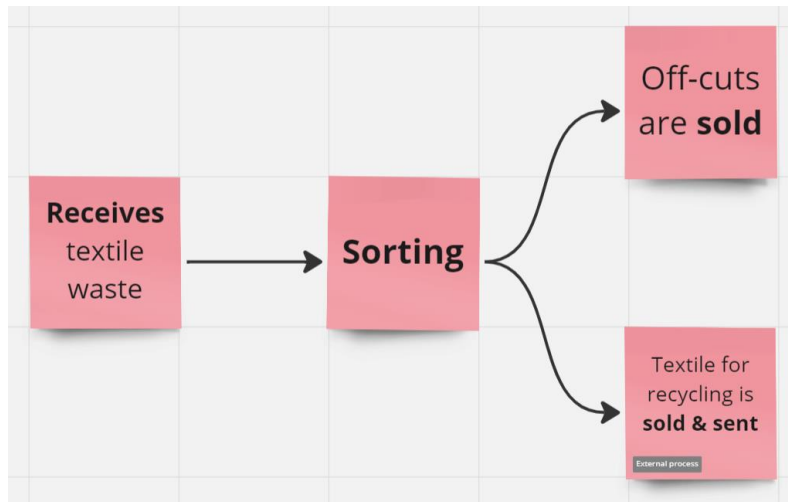 Receives
textile
waste
Sorting
Off-cuts
are sold
Textile for
recycling is
sold & sent
External process